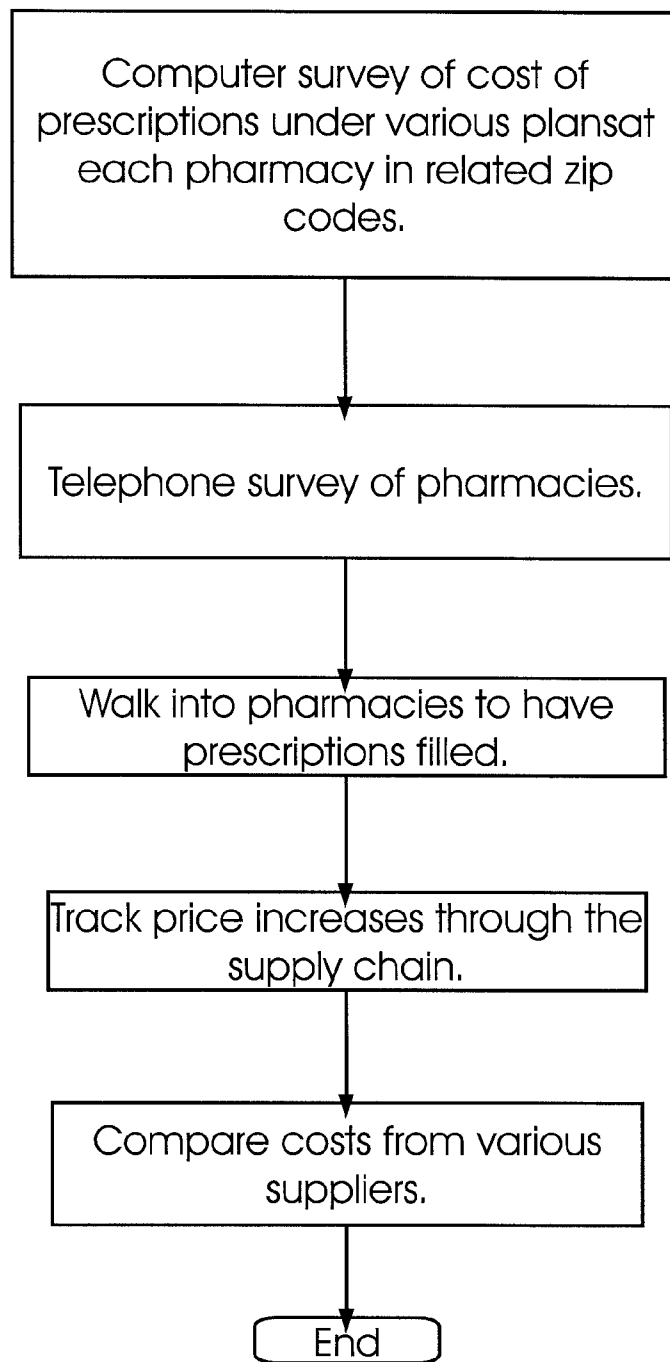 Computer survey of cost of
prescriptions under various plansat
each pharmacy in related zip
codes.
Telephone survey of pharmacies.
Walk into pharmacies to have
prescriptions filled.
Track price increases through the
supply chain.
Compare costs from various
suppliers.
End